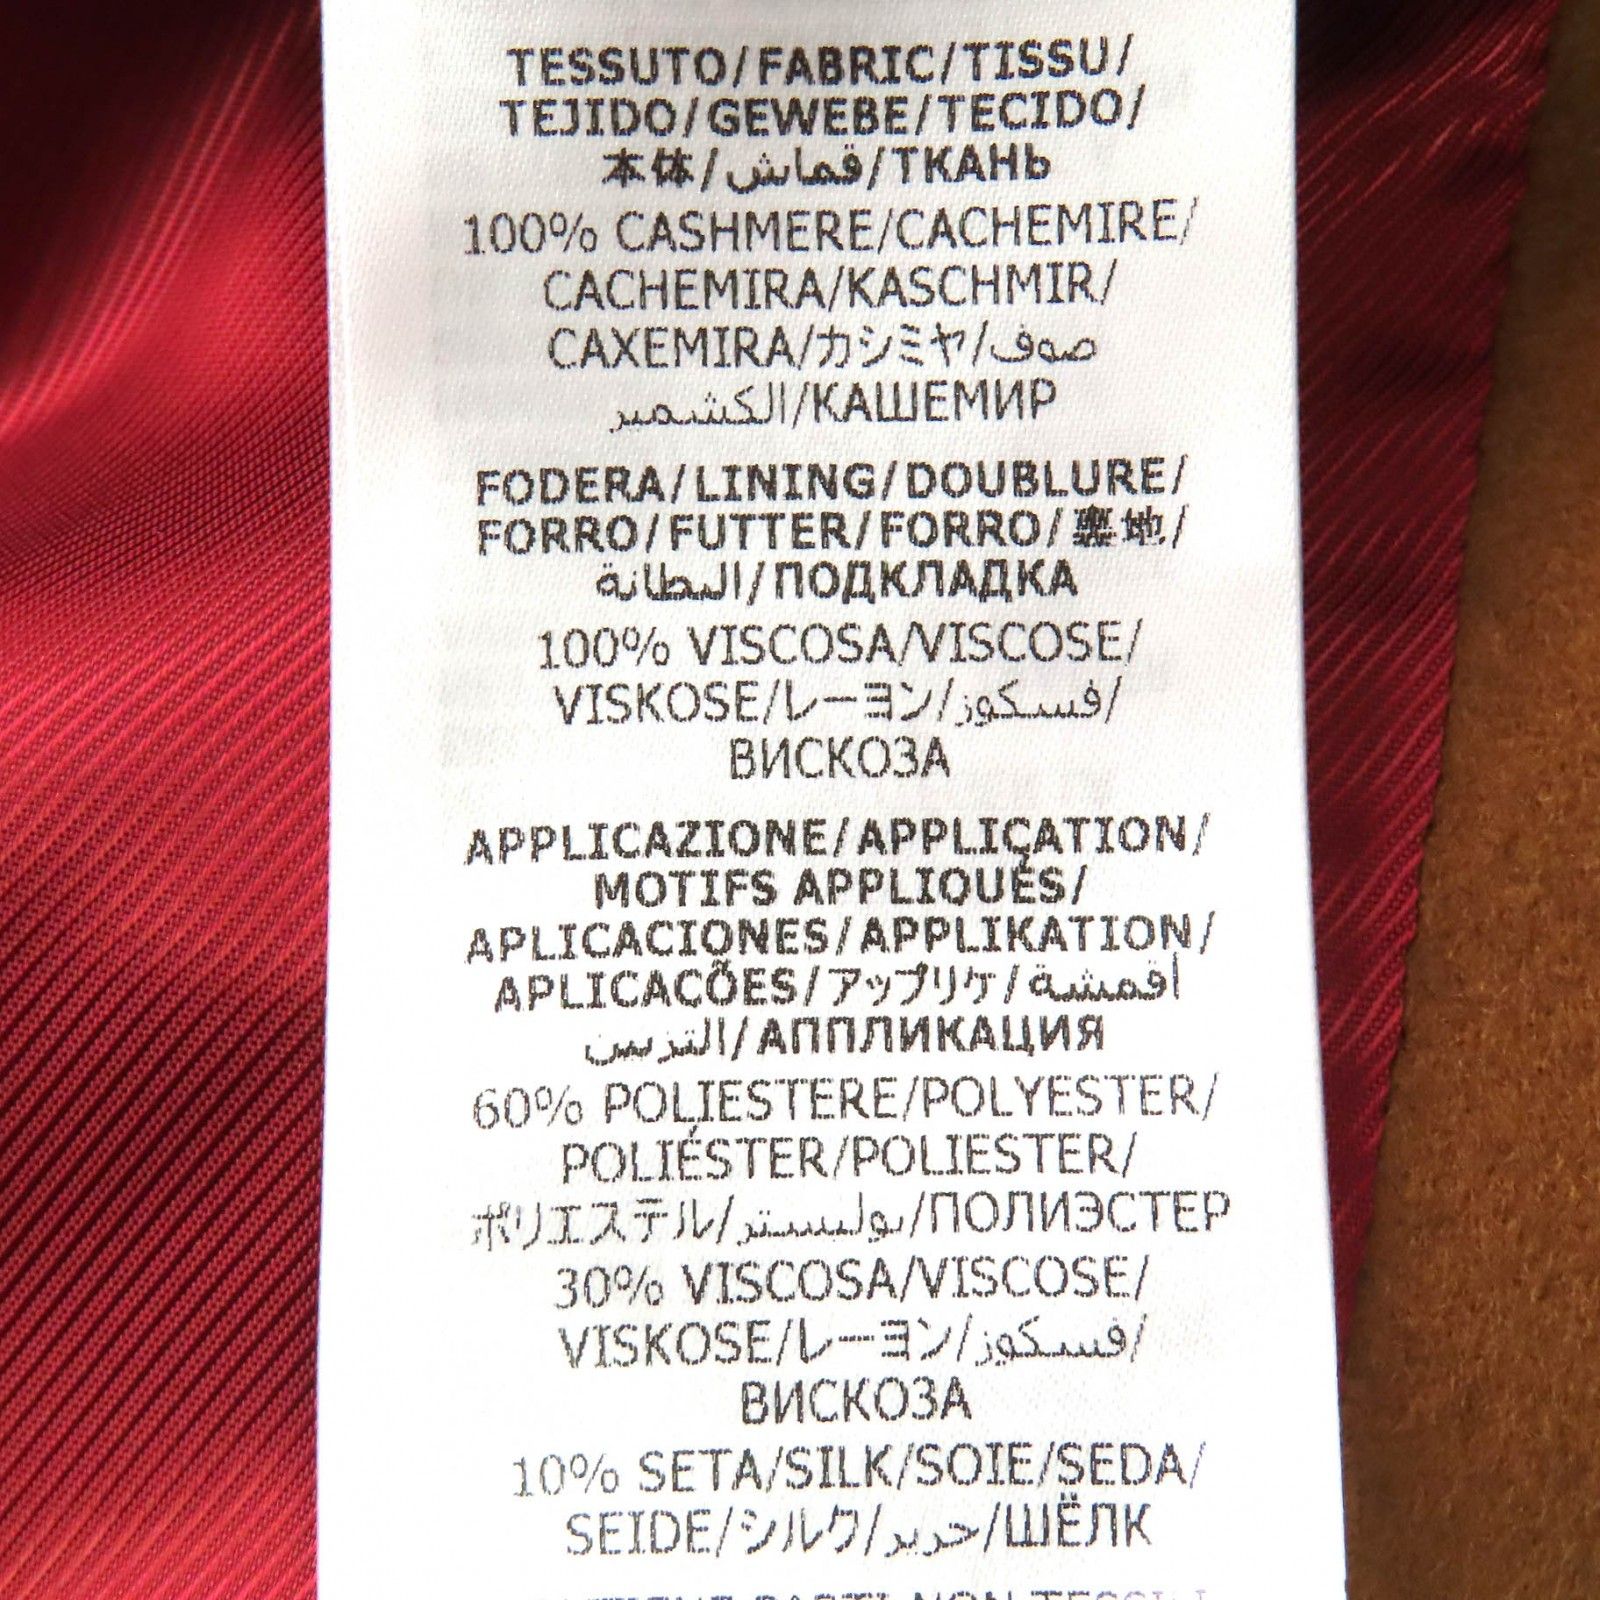 TESSUTO/FABRIC/TISSU/
TEJIDO/GEWEBE/TECIDO/
本体/قماش/ТКАНЬ
100% CASHMERE/CACHEMIRE/
CACHEMIRA/KASCHMIR/
CAXEMIRA/カシミヤ/صوف
الكشمير/КАШЕМИР
FODERA/LINING/DOUBLURE/
FORRO/FUTTER/FORRO/裏地/
البطانة/ПОДКЛАДКА
100% VISCOSA/VISCOSE/
VISKOSE/レーヨン/فسكوز/
ВИСКОЗА
APPLICAZIONE/APPLICATION/
MOTIFS APPLIQUÉS/
APLICACIONES/APPLIKATION/
APLICAÇÕES/アップリケ/أقمشة
التزيين/АППЛИКАЦИЯ
60% POLIESTERE/POLYESTER/
POLIÉSTER/POLIESTER/
ポリエステル/بوليستر/ПОЛИЭСТЕР
30% VISCOSA/VISCOSE/
VISKOSE/レーヨン/فسكوز/
ВИСКОЗА
10% SETA/SILK/SOIE/SEDA/
SEIDE/シルク/حرير/ШЁЛК
PARTI NON TESSILI